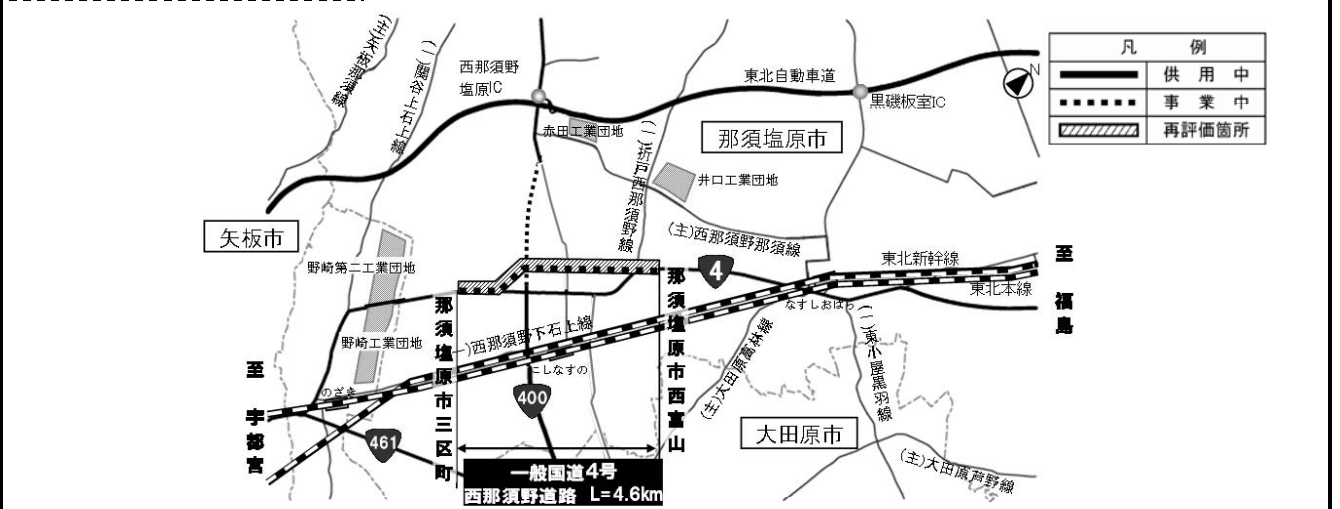 凡 例
供 用 中
事 業 中
再評価箇所
N
(主)矢板那須線
(一)関谷上石上線
西那須野
塩原IC
東北自動車道
黒磯板室IC
赤田工業団地
那須塩原市
(一)折戸西那須野線
井口工業団地
(主)西那須野那須線
矢板市
野崎第二工業団地
野崎工業団地
4
東北新幹線
東北本線
至 福島
なすしおばら
那須塩原市三区町
(一)西那須野下石上線
にしなすの
那須塩原市西富山
(主)大田原高林線
(一)東小屋黒羽線
のざき
至 宇都宮
400
461
大田原市
(主)大田原芦野線
一般国道4号
西那須野道路 L=4.6km